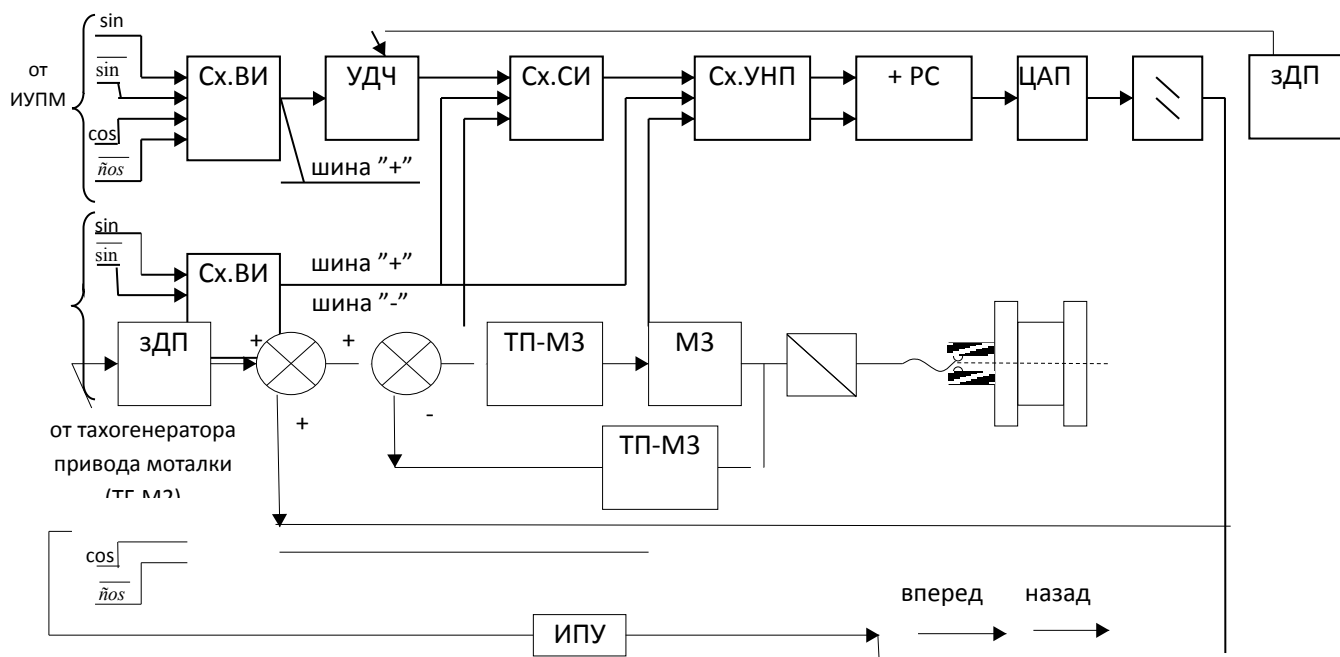 sin
от
ИУПМ
sin
cos
ños
Сх.ВИ
УДЧ
Сх.СИ
Сх.УНП
+ РС
ЦАП
зДП
шина ”+”
sin
sin
Сх.ВИ
шина ”+”
шина ”-”
зДП
+
+
ТП-МЗ
МЗ
+
-
ТП-МЗ
от тахогенератора
привода моталки
(ТГ-М2)
cos
ños
вперед
назад
ИПУ